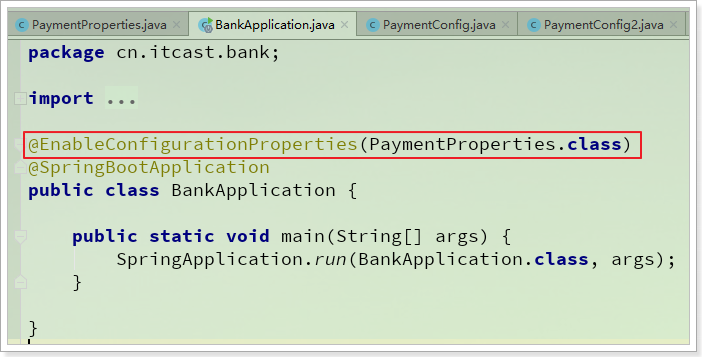 PaymentProperties.java × BankApplication.java × PaymentConfig.java × PaymentConfig2.java ×
package cn.itcast.bank;
import ...
@EnableConfigurationProperties(PaymentProperties.class)
@SpringBootApplication
public class BankApplication {
public static void main(String[] args) {
SpringApplication.run(BankApplication.class, args);
}
}